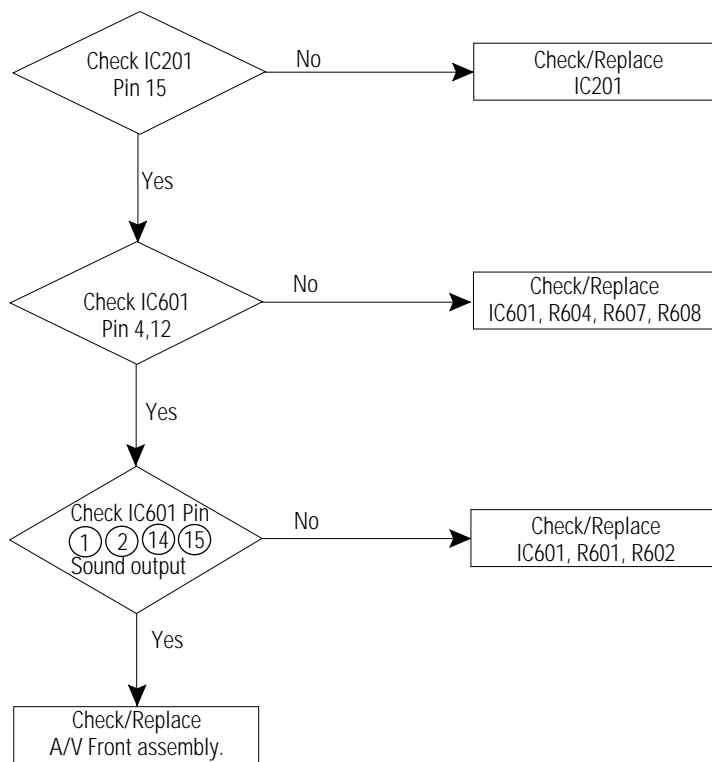 Check IC201
Pin 15
No
Check/Replace
IC201
Yes
Check IC601
Pin 4,12
No
Check/Replace
IC601, R604, R607, R608
Yes
Check IC601 Pin
1 2 14 15
Sound output
No
Check/Replace
IC601, R601, R602
Yes
Check/Replace
A/V Front assembly.